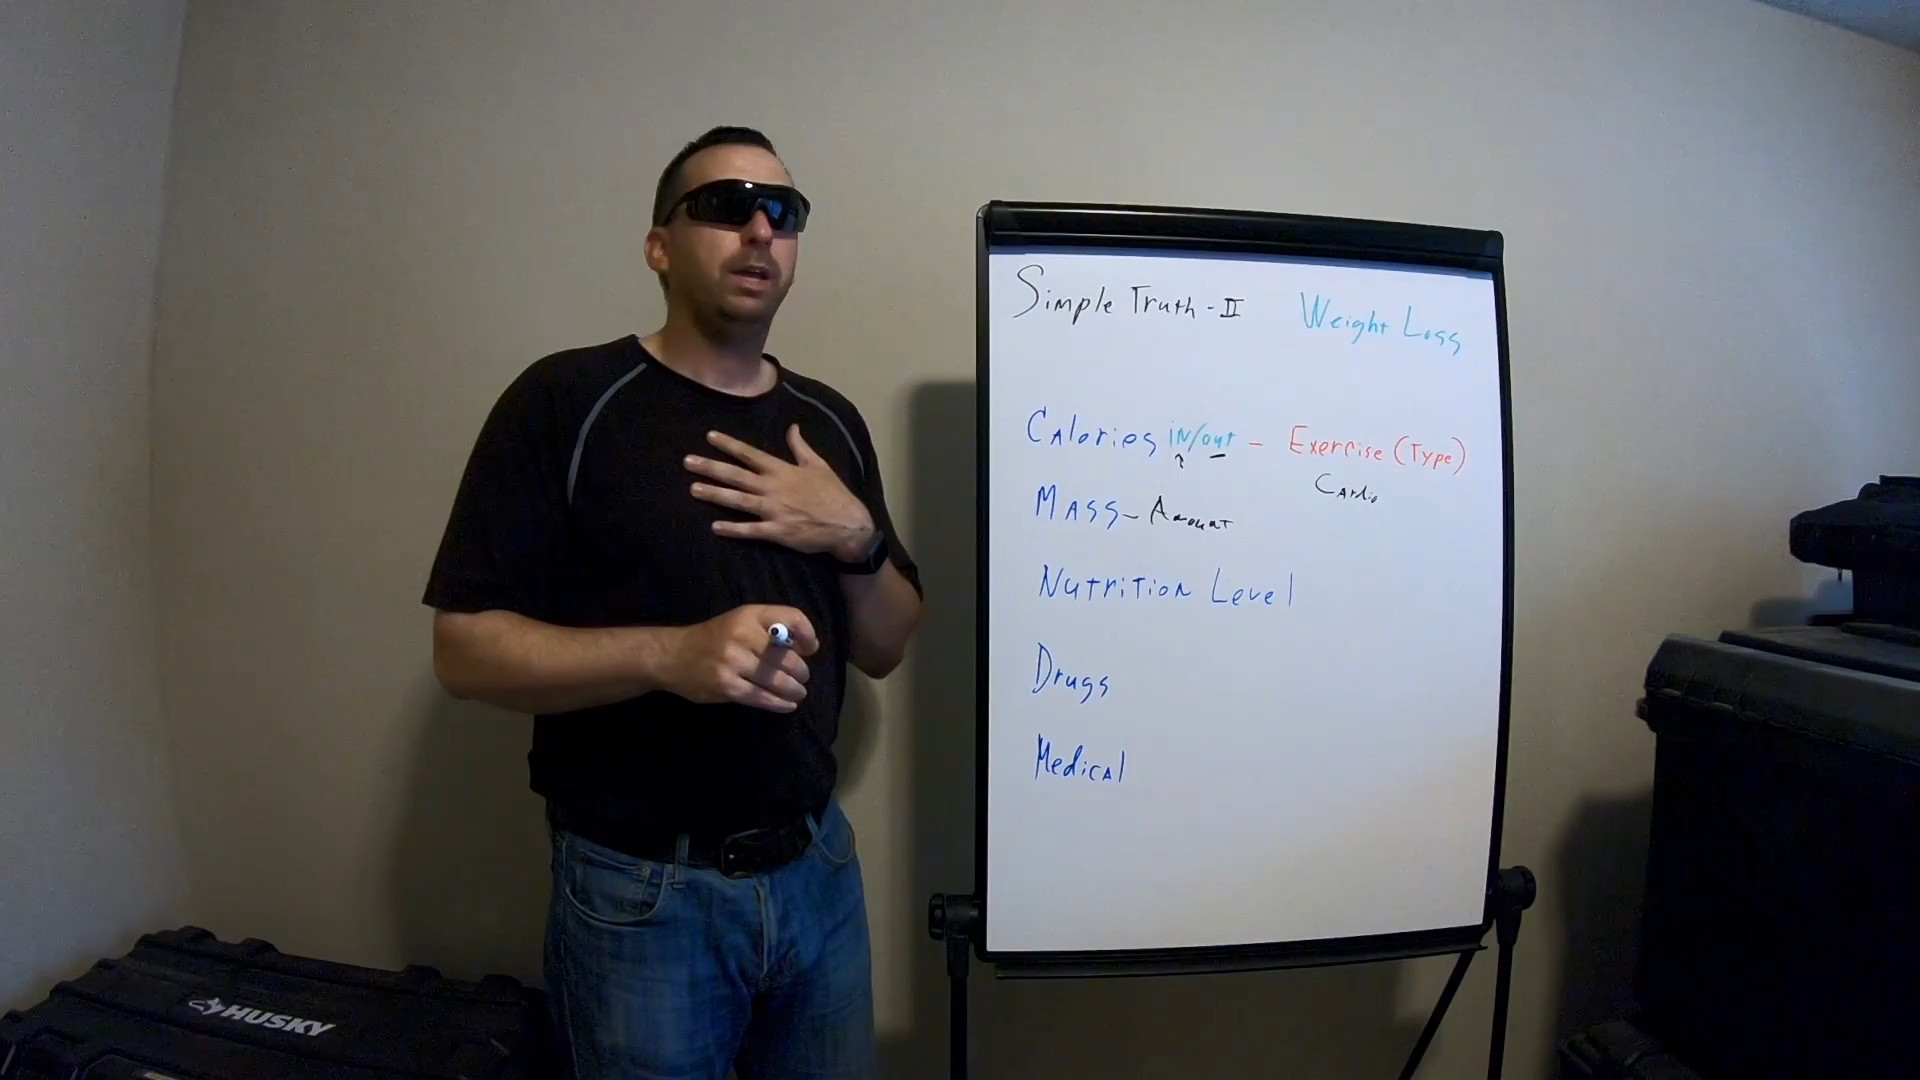 Simple Truth - II Weight Loss
Calories in/out - Exercise (Type)
Cardio
Mass - Amount
Nutrition Level
Drugs
Medical
HUSKY